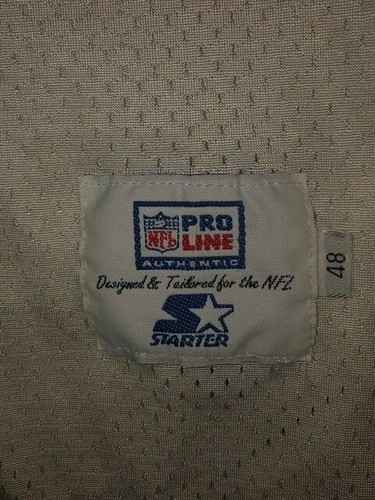 NFL
PRO
LINE
AUTHENTIC
Designed & Tailored for the NFL
STARTER
48